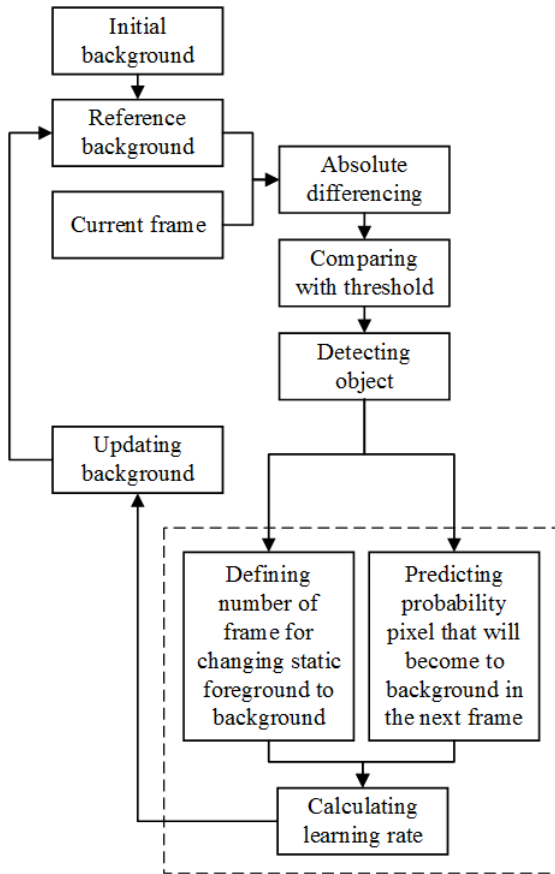 Initial
background
Reference
background
Current frame
Absolute
differencing
Comparing
with threshold
Detecting
object
Updating
background
Defining
number of
frame for
changing static
foreground to
background
Predicting
probability
pixel that will
become to
background in
the next frame
Calculating
learning rate